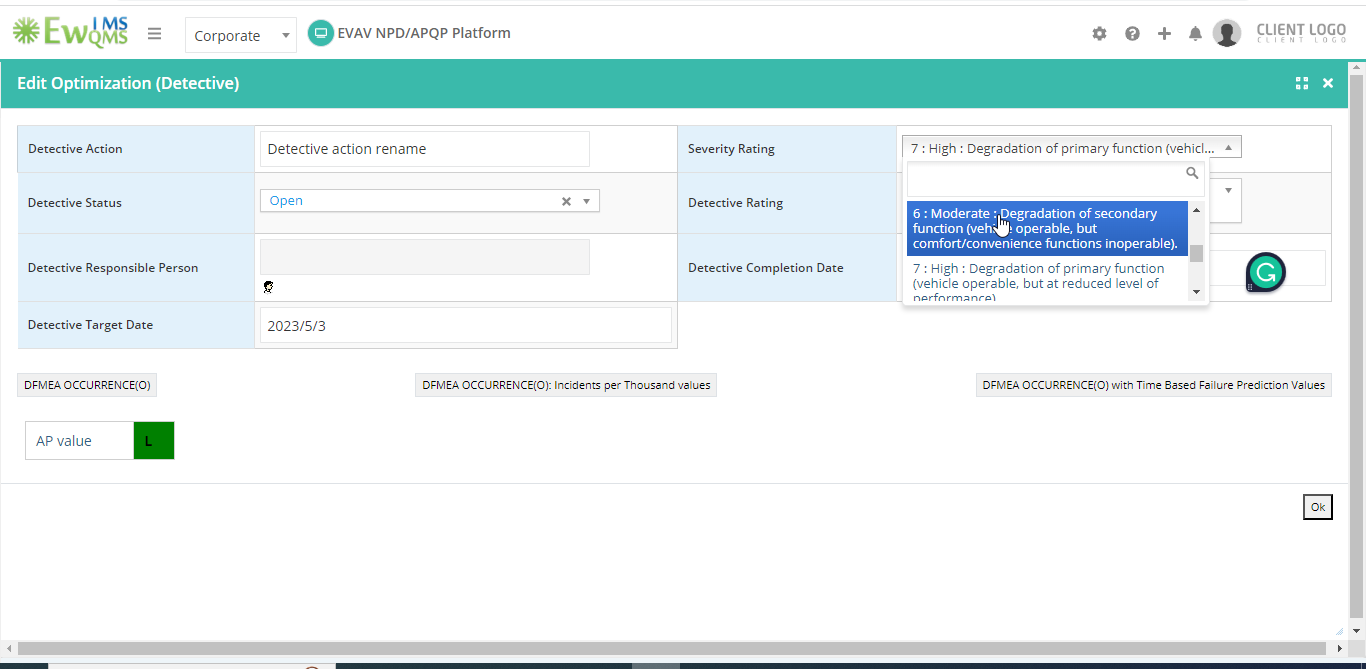 EwQMS IMS
Corporate
EVAV NPD/APQP Platform
CLIENT LOGO
CLIENT LOGO
Edit Optimization (Detective)
Detective Action
Detective action rename
Severity Rating
7 : High : Degradation of primary function (vehicl...
Detective Status
Open
Detective Rating
6 : Moderate : Degradation of secondary
function (vehicle operable, but
comfort/convenience functions inoperable).
7 : High : Degradation of primary function
(vehicle operable, but at reduced level of
performance)
Detective Responsible Person
Detective Completion Date
Detective Target Date
2023/5/3
DFMEA OCCURRENCE(O)
DFMEA OCCURRENCE(O): Incidents per Thousand values
DFMEA OCCURRENCE(O) with Time Based Failure Prediction Values
AP value
L
Ok